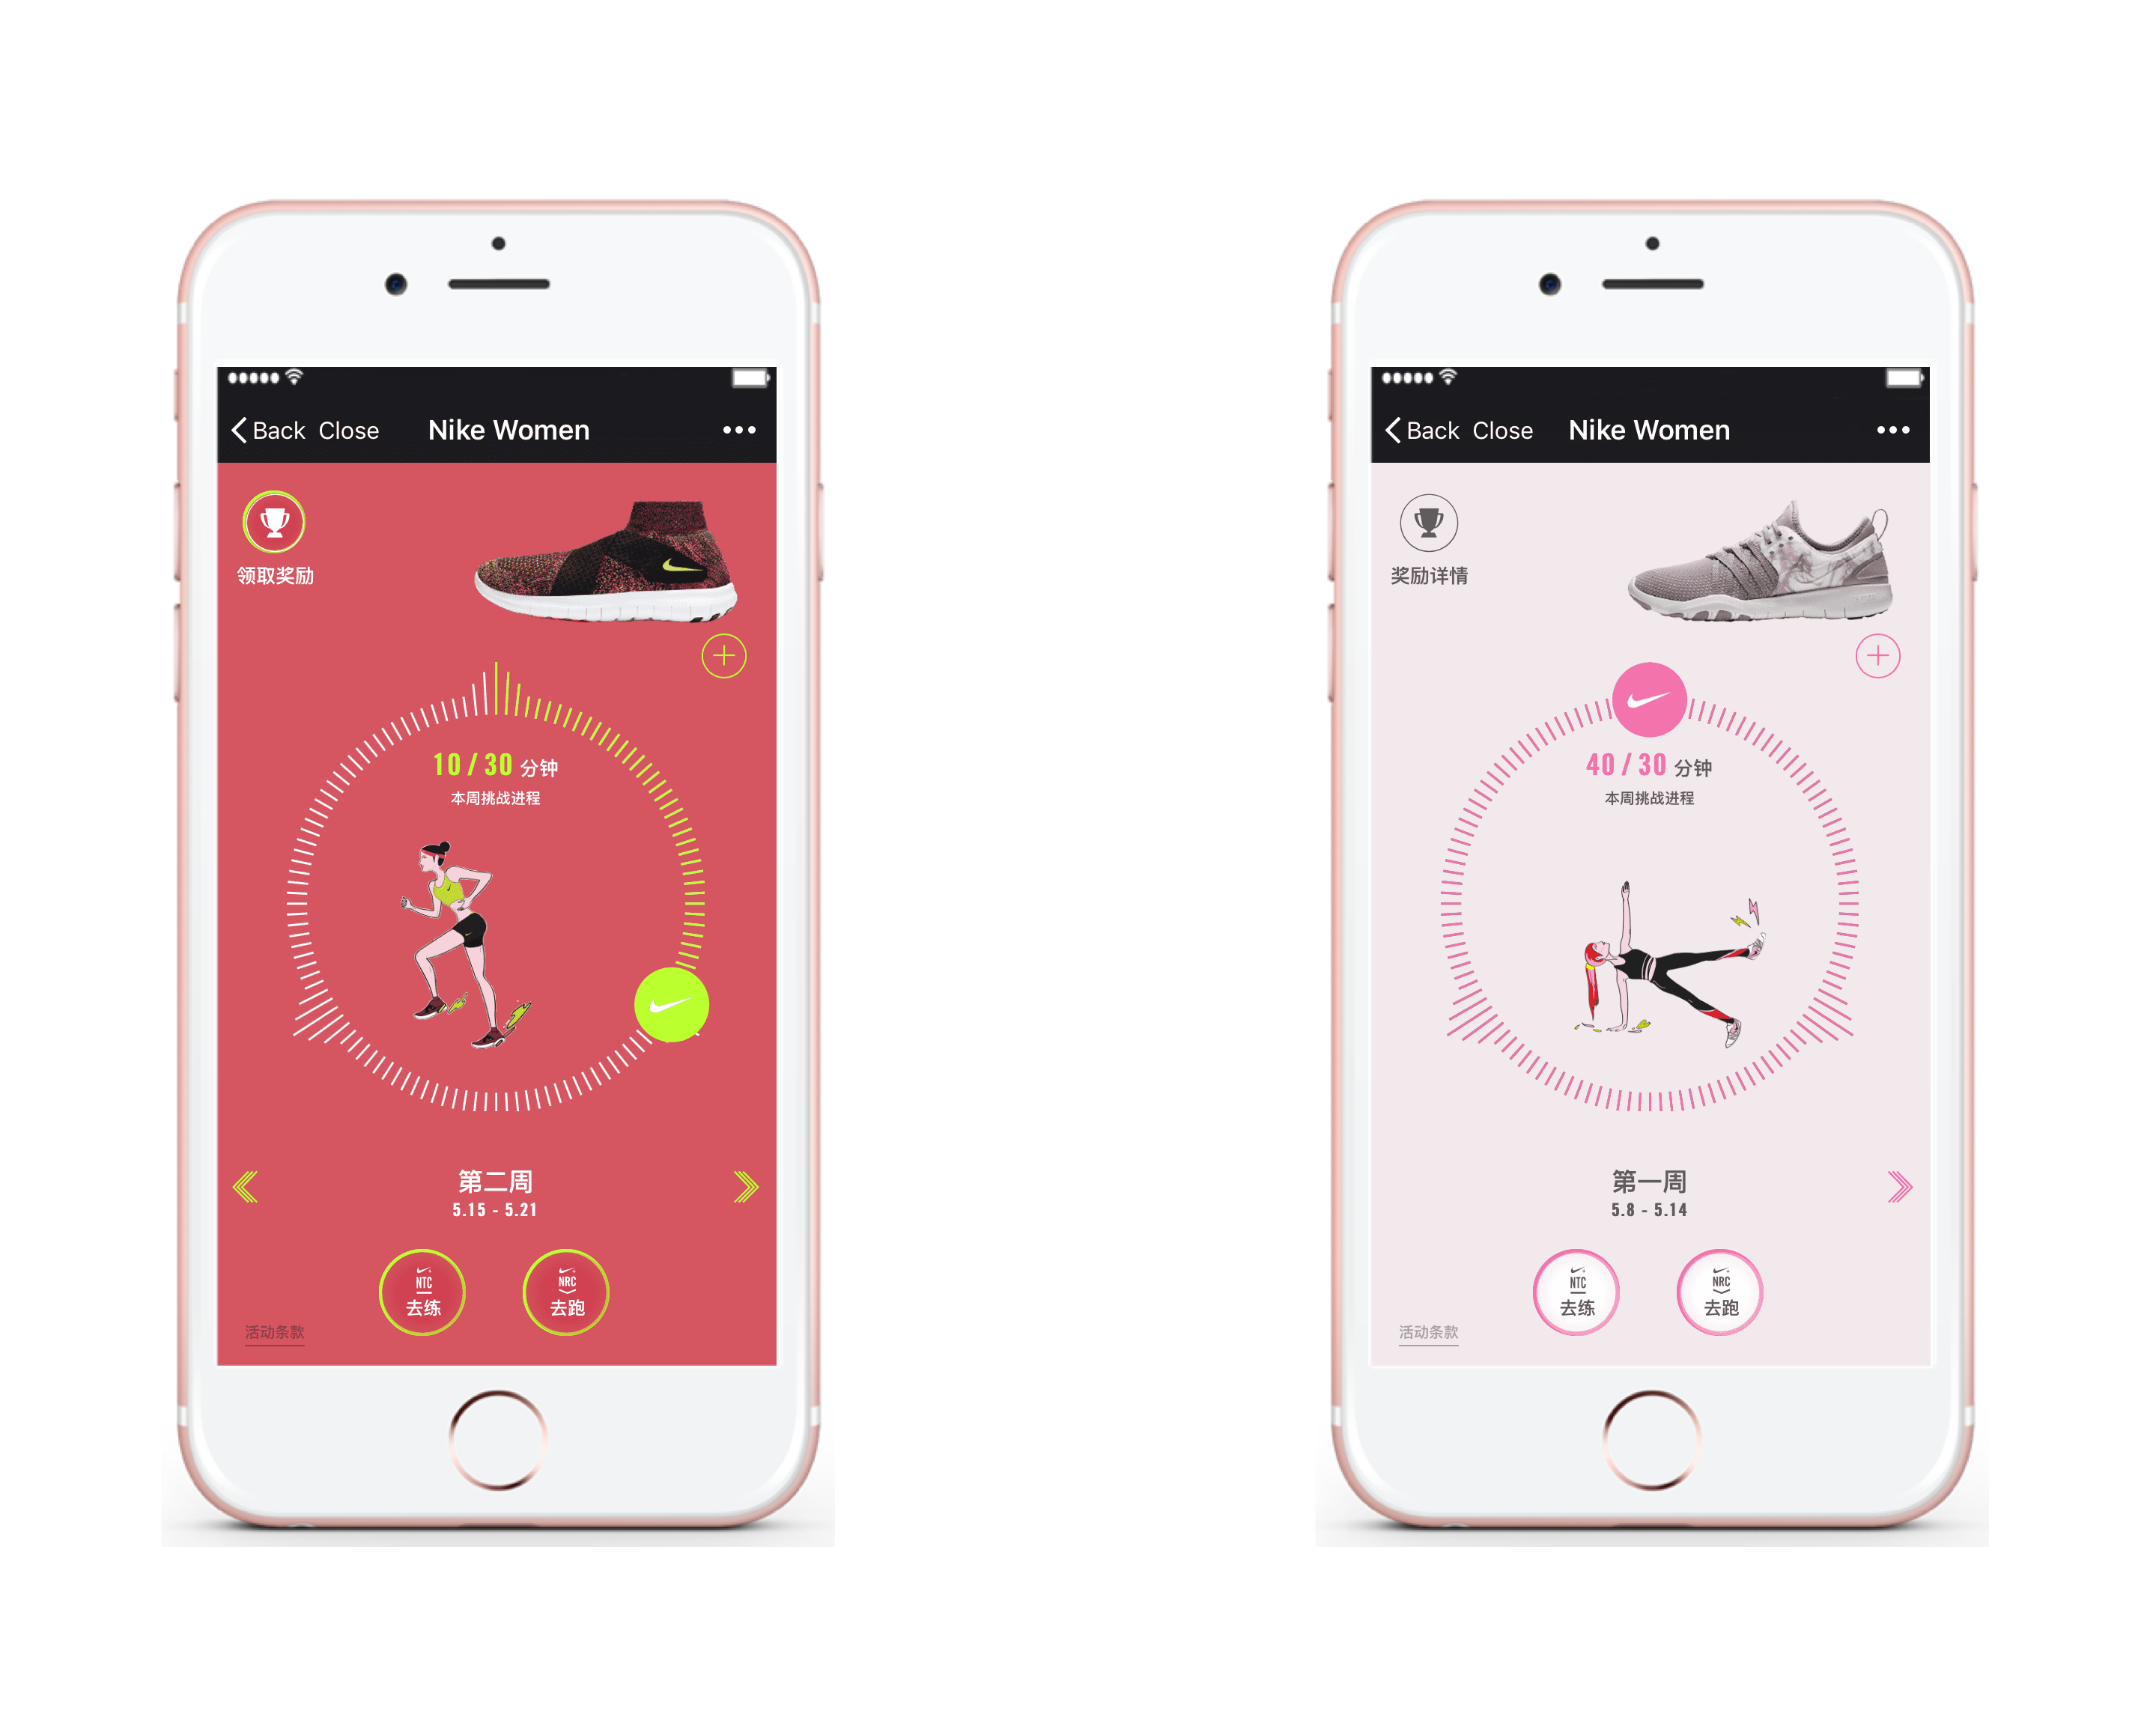 Back Close Nike Women
领取奖励
10 / 30 分钟
本周挑战进程
第二周
5.15 - 5.21
NTC
去练
NRC
去跑
活动条款
Back Close Nike Women
奖励详情
40 / 30 分钟
本周挑战进程
第一周
5.8 - 5.14
NTC
去练
NRC
去跑
活动条款